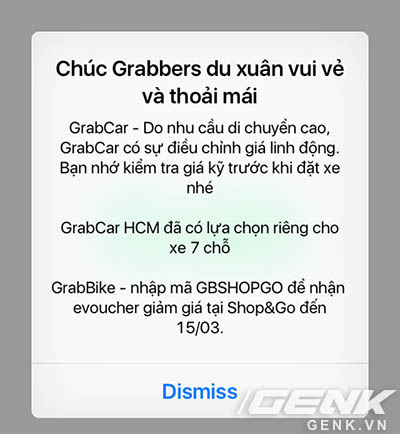 Chúc Grabbers du xuân vui vẻ
và thoải mái
GrabCar - Do nhu cầu di chuyển cao,
GrabCar có sự điều chỉnh giá linh động.
Bạn nhớ kiểm tra giá kỹ trước khi đặt xe
nhé
GrabCar HCM đã có lựa chọn riêng cho
xe 7 chỗ
GrabBike - nhập mã GBSHOPGO để nhận
evoucher giảm giá tại Shop&Go đến
15/03.
Dismiss
GENK
GENK.VN